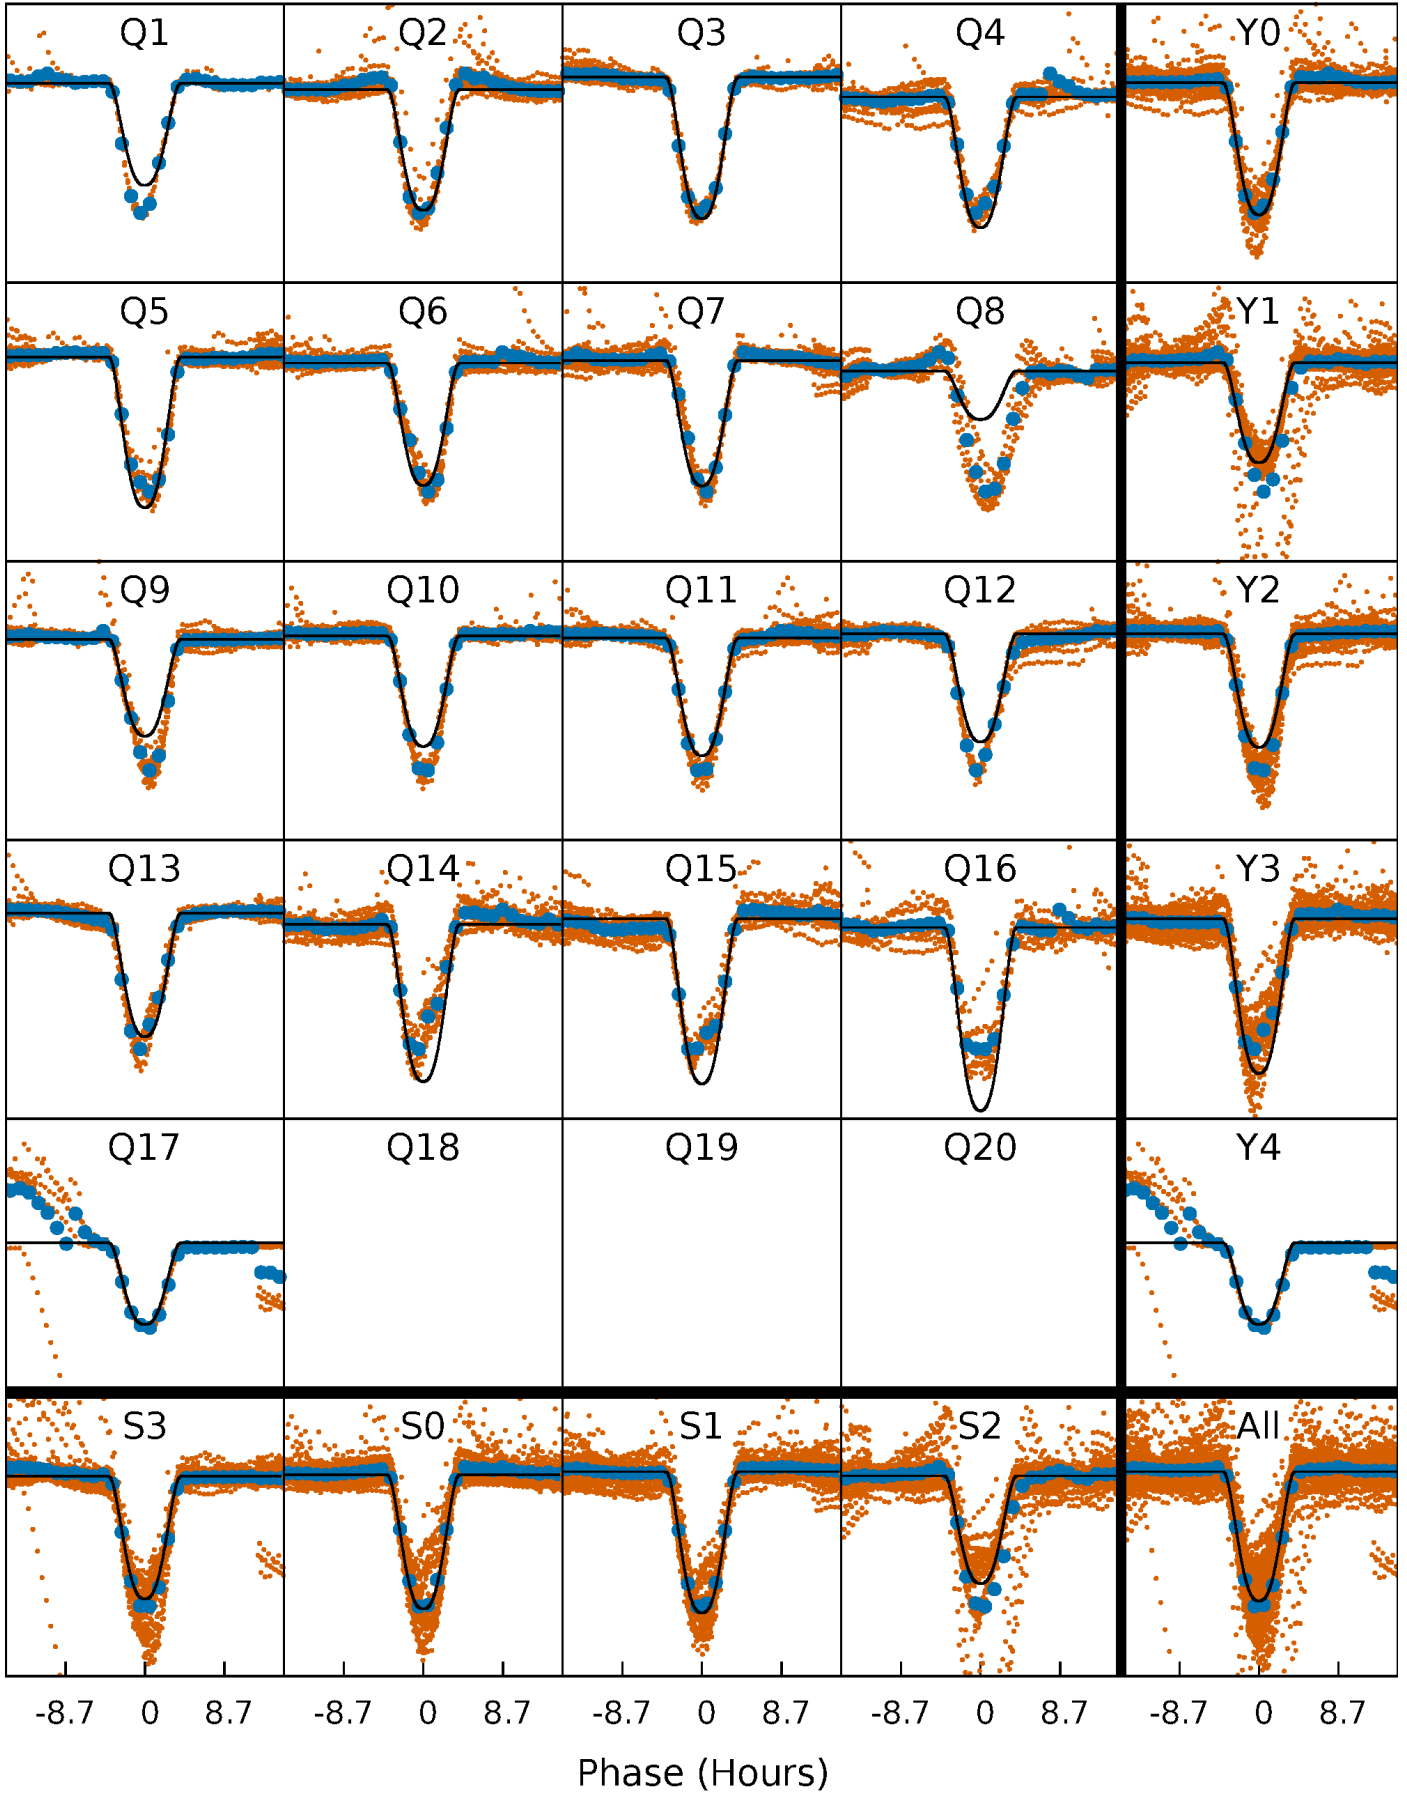 Q1 Q2 Q3 Q4 Y0
Q5 Q6 Q7 Q8 Y1
Q9 Q10 Q11 Q12 Y2
Q13 Q14 Q15 Q16 Y3
Q17 Q18 Q19 Q20 Y4
S3 S0 S1 S2 All
-8.7 0 8.7 -8.7 0 8.7 -8.7 0 8.7 -8.7 0 8.7 -8.7 0 8.7
Phase (Hours)